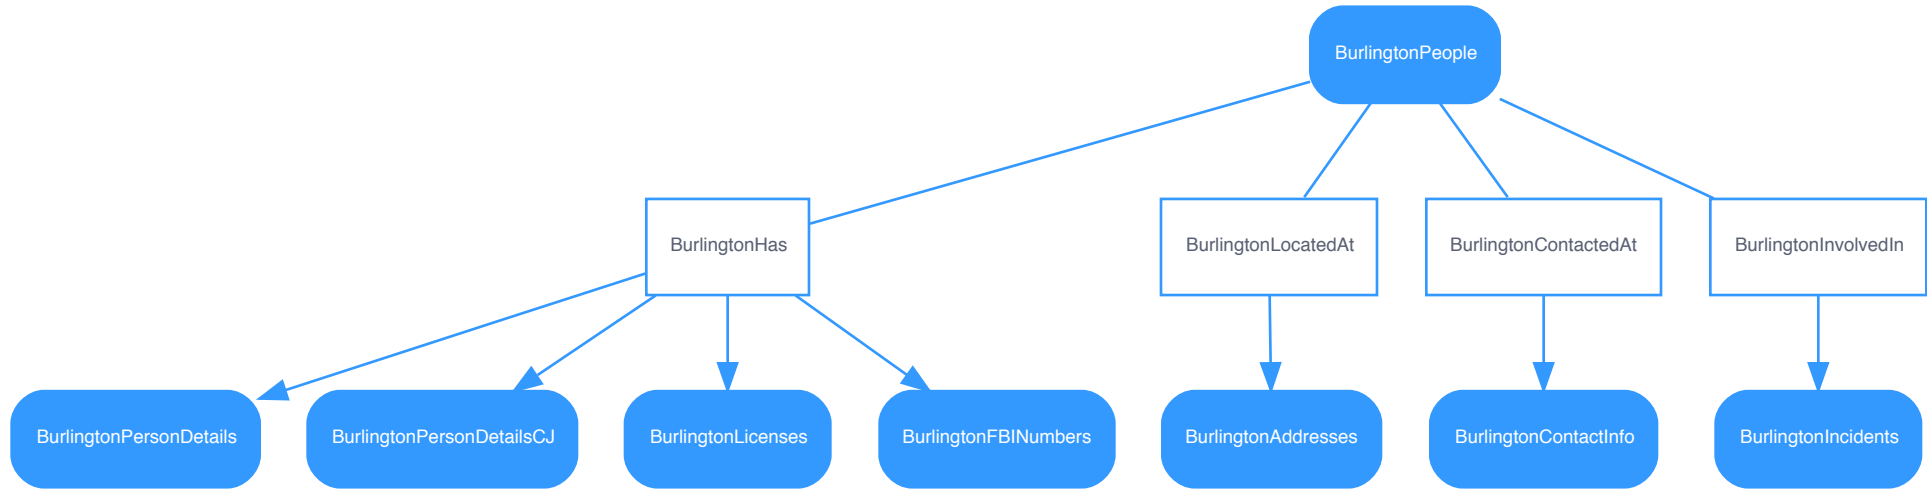 BurlingtonPeople
BurlingtonHas
BurlingtonLocatedAt
BurlingtonContactedAt
BurlingtonInvolvedIn
BurlingtonPersonDetails
BurlingtonPersonDetailsCJ
BurlingtonLicenses
BurlingtonFBINumbers
BurlingtonAddresses
BurlingtonContactInfo
BurlingtonIncidents